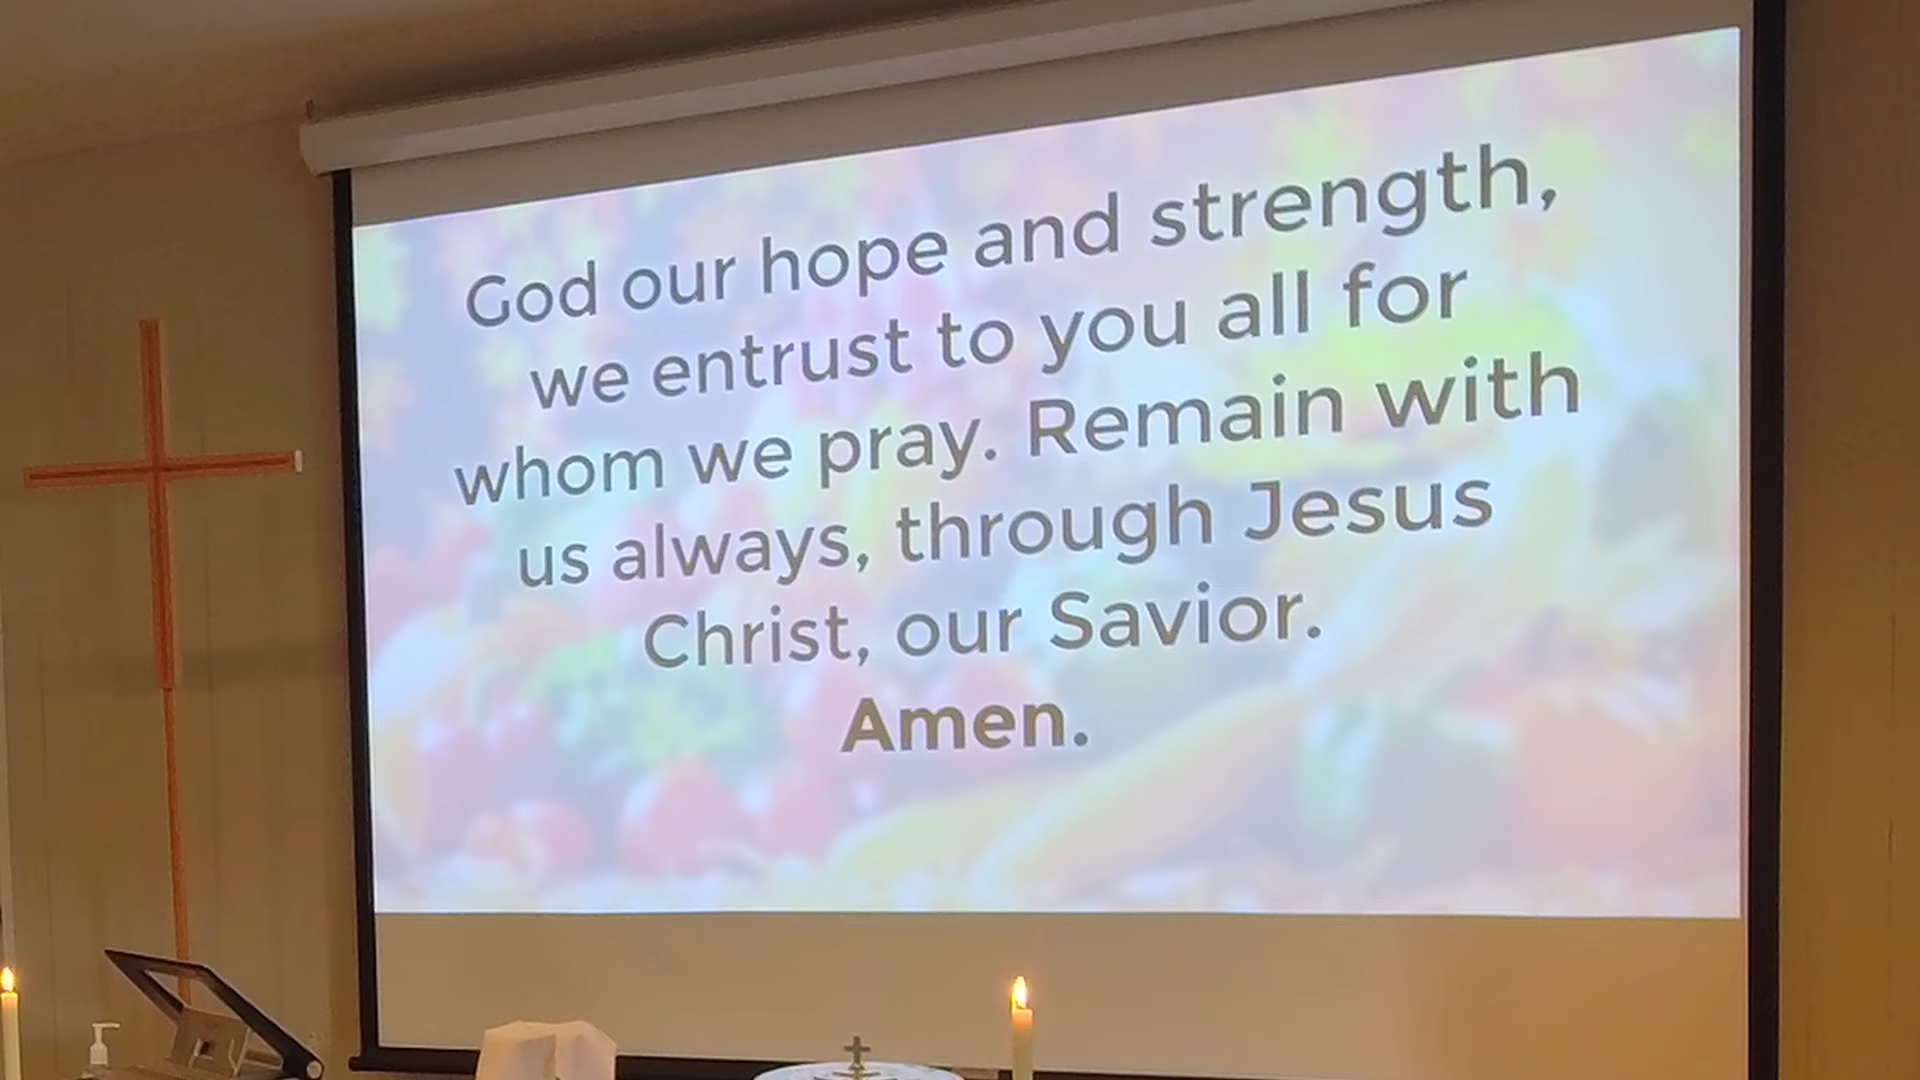 God our hope and strength,
we entrust to you all for
whom we pray. Remain with
us always, through Jesus
Christ, our Savior.
Amen.